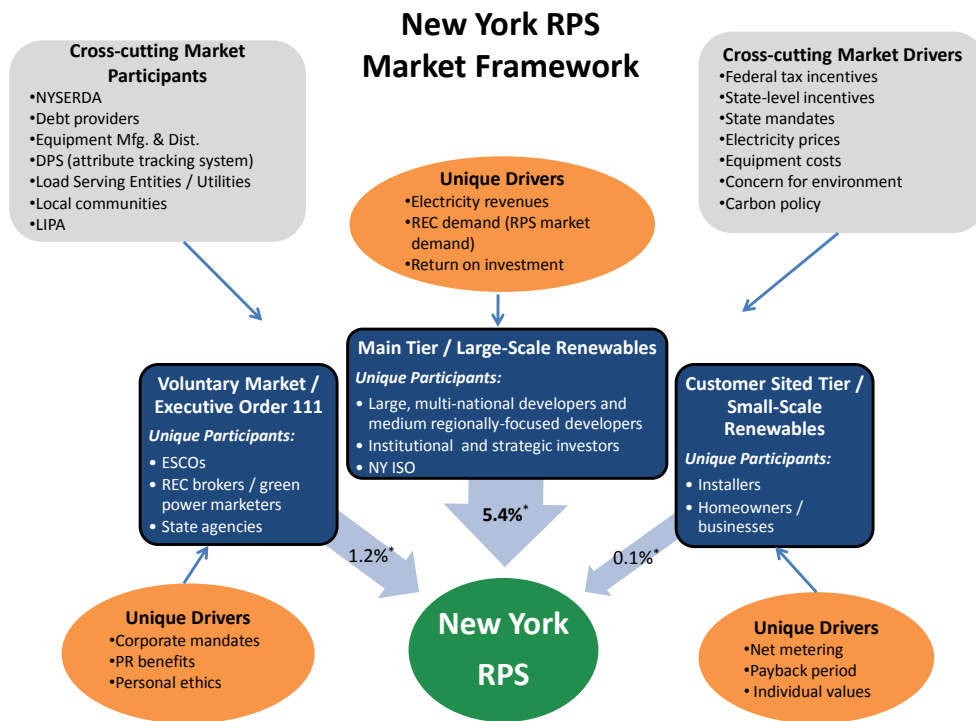 New York RPS
Market Framework
Cross-cutting Market
Participants
•NYSERDA
•Debt providers
•Equipment Mfg. & Dist.
•DPS (attribute tracking system)
•Load Serving Entities / Utilities
•Local communities
•LIPA
Cross-cutting Market Drivers
•Federal tax incentives
•State-level incentives
•State mandates
•Electricity prices
•Equipment costs
•Concern for environment
•Carbon policy
Unique Drivers
•Electricity revenues
•REC demand (RPS market
demand)
•Return on investment
Voluntary Market /
Executive Order 111
Unique Participants:
• ESCOs
• REC brokers / green
power marketers
• State agencies
Main Tier / Large-Scale Renewables
Unique Participants:
• Large, multi-national developers and
medium regionally-focused developers
• Institutional and strategic investors
• NY ISO
Customer Sited Tier /
Small-Scale
Renewables
Unique Participants:
• Installers
• Homeowners /
businesses
1.2%*
5.4%*
0.1%*
Unique Drivers
•Corporate mandates
•PR benefits
•Personal ethics
New York
RPS
Unique Drivers
•Net metering
•Payback period
• Individual values